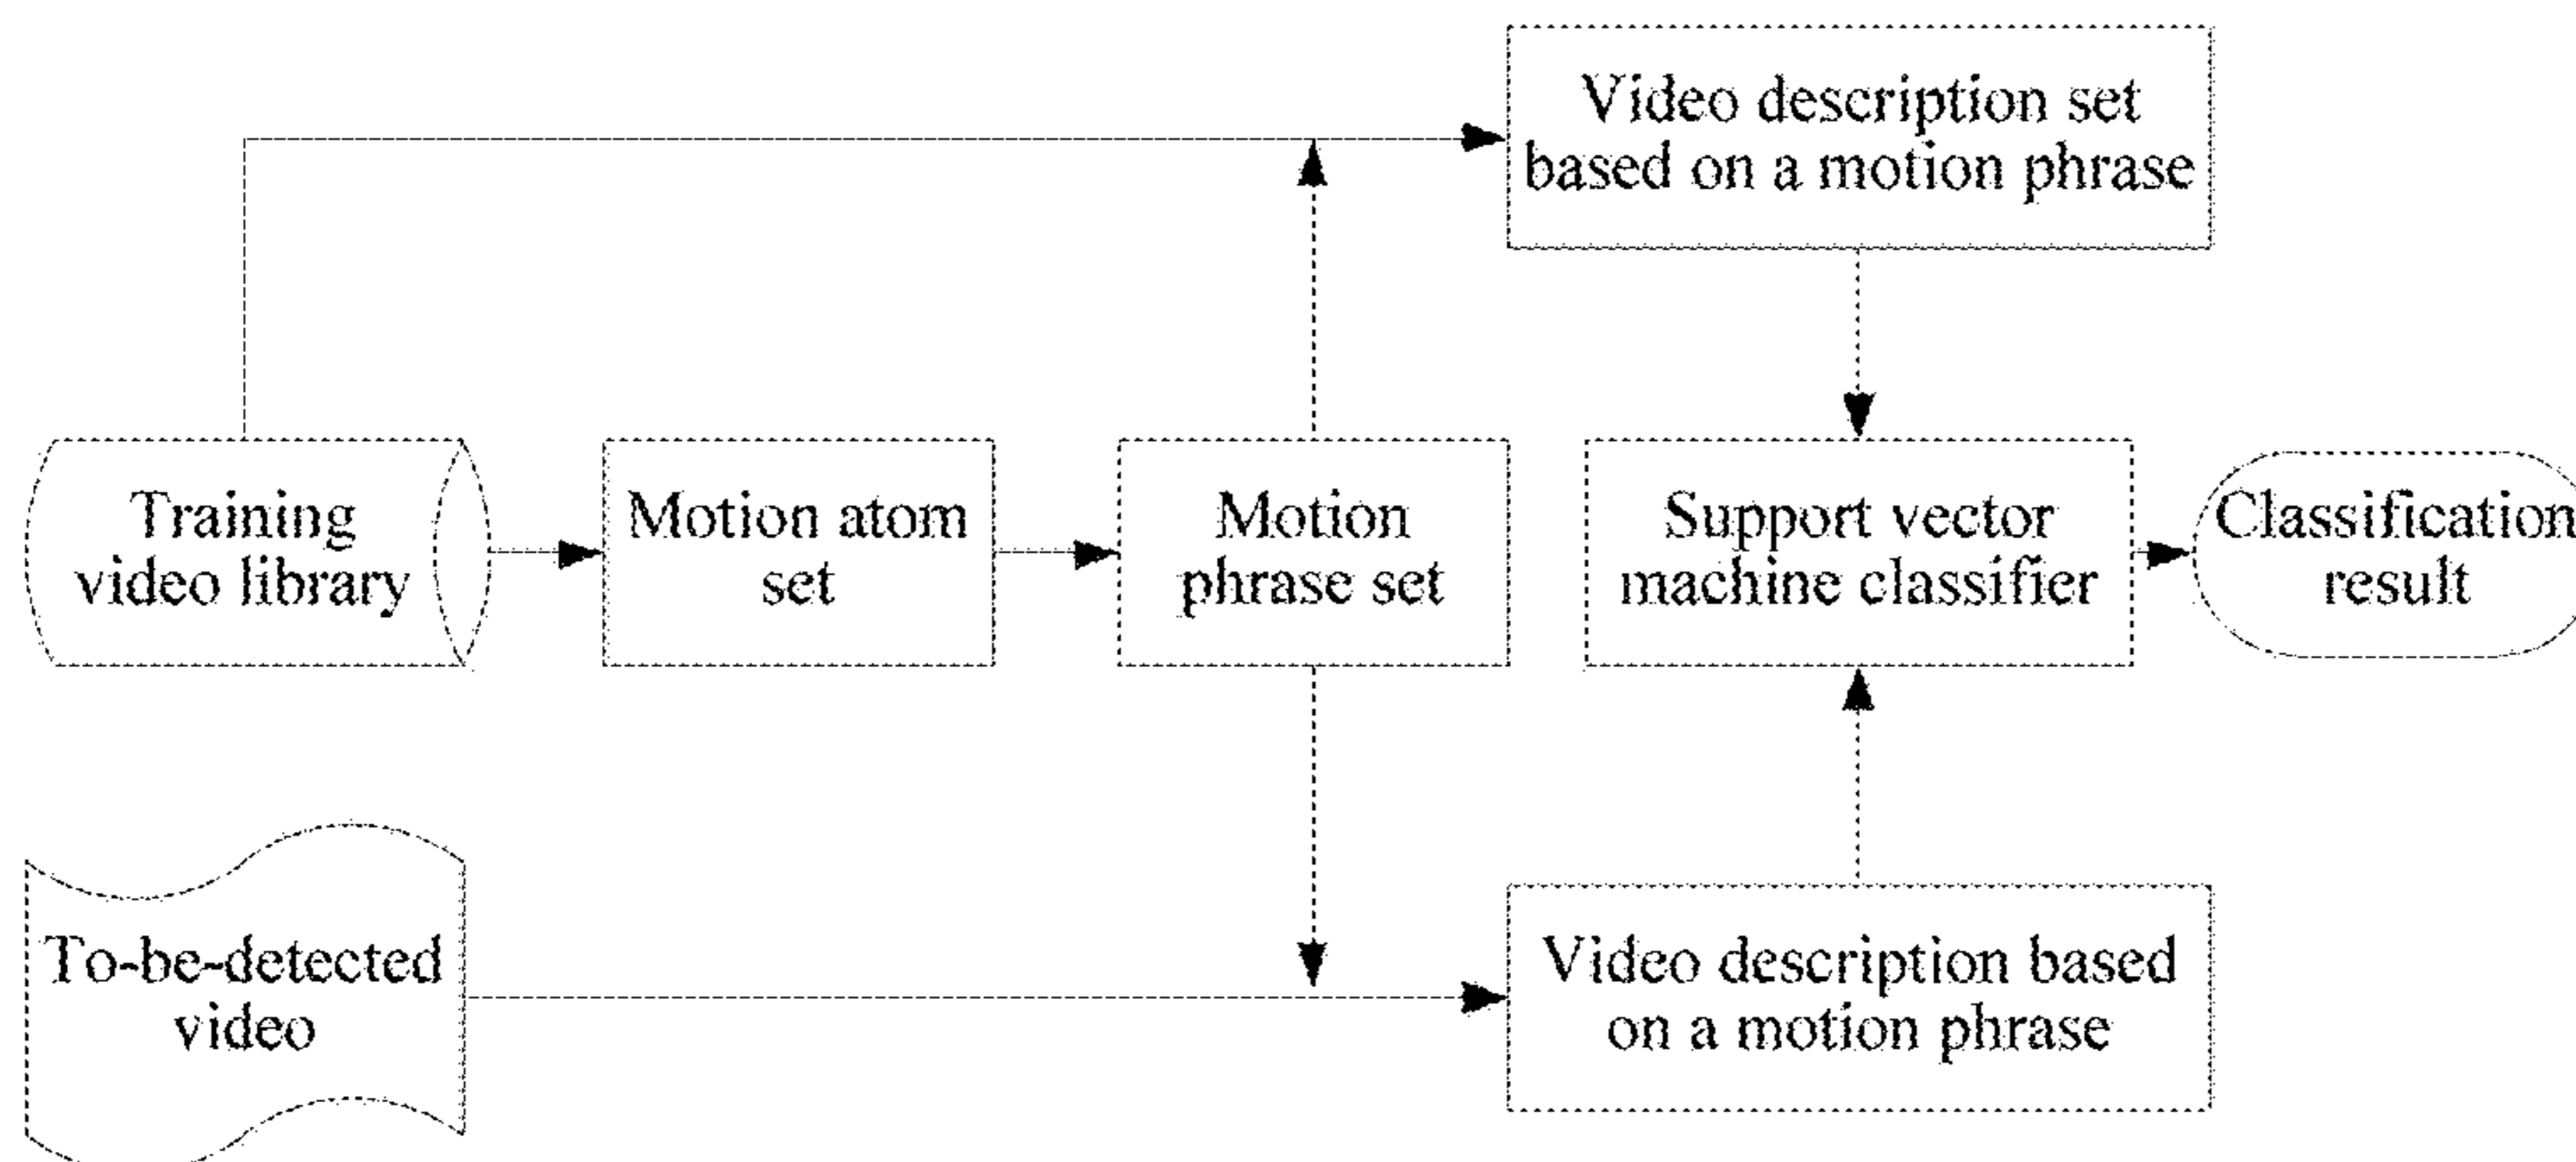 Video description set
based on a motion phrase
Training
video library
Motion atom
set
Motion
phrase set
Support vector
machine classifier
Classification
result
To-be-detected
video
Video description based
on a motion phrase